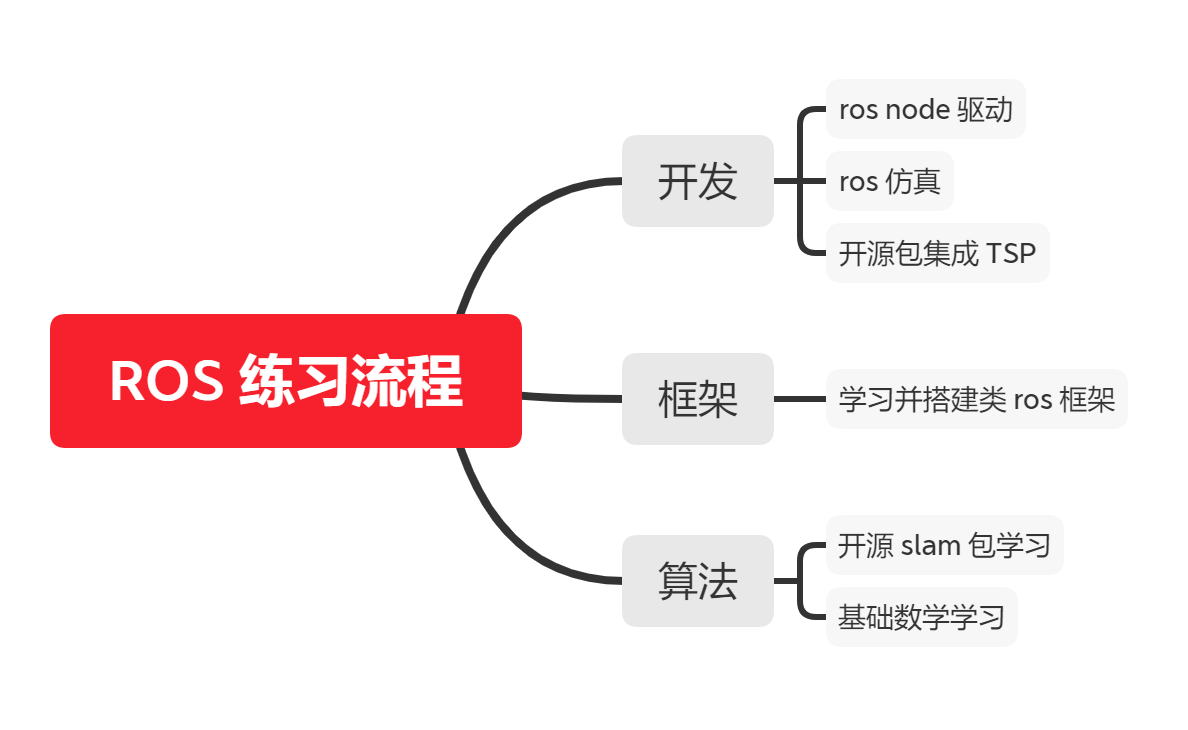 ROS 练习流程
开发
ros node 驱动
ros 仿真
开源包集成 TSP
框架
学习并搭建类 ros 框架
算法
开源 slam 包学习
基础数学学习